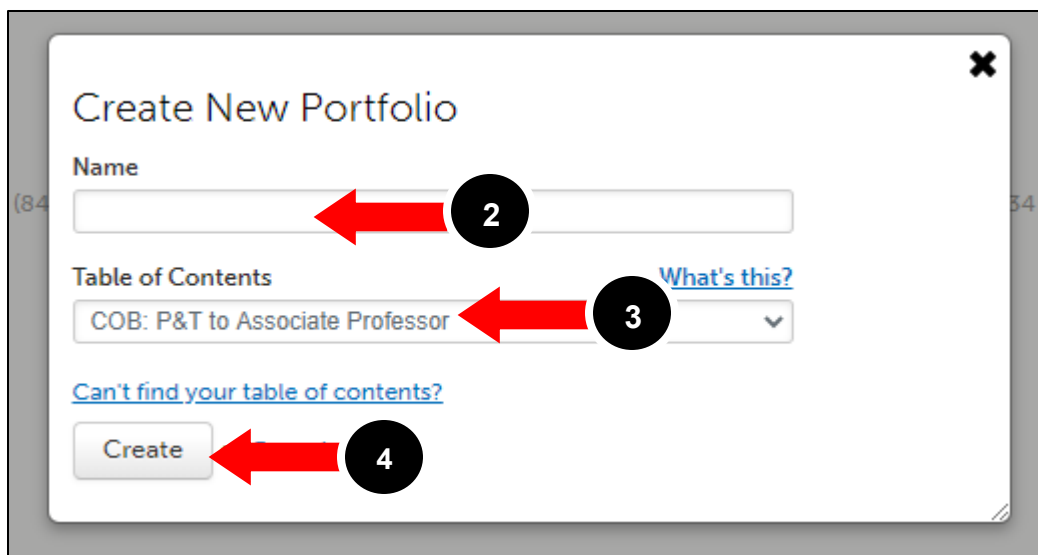 Create New Portfolio
Name
(84
2
34
Table of Contents What's this?
COB: P&T to Associate Professor
3
Can't find your table of contents?
Create
4